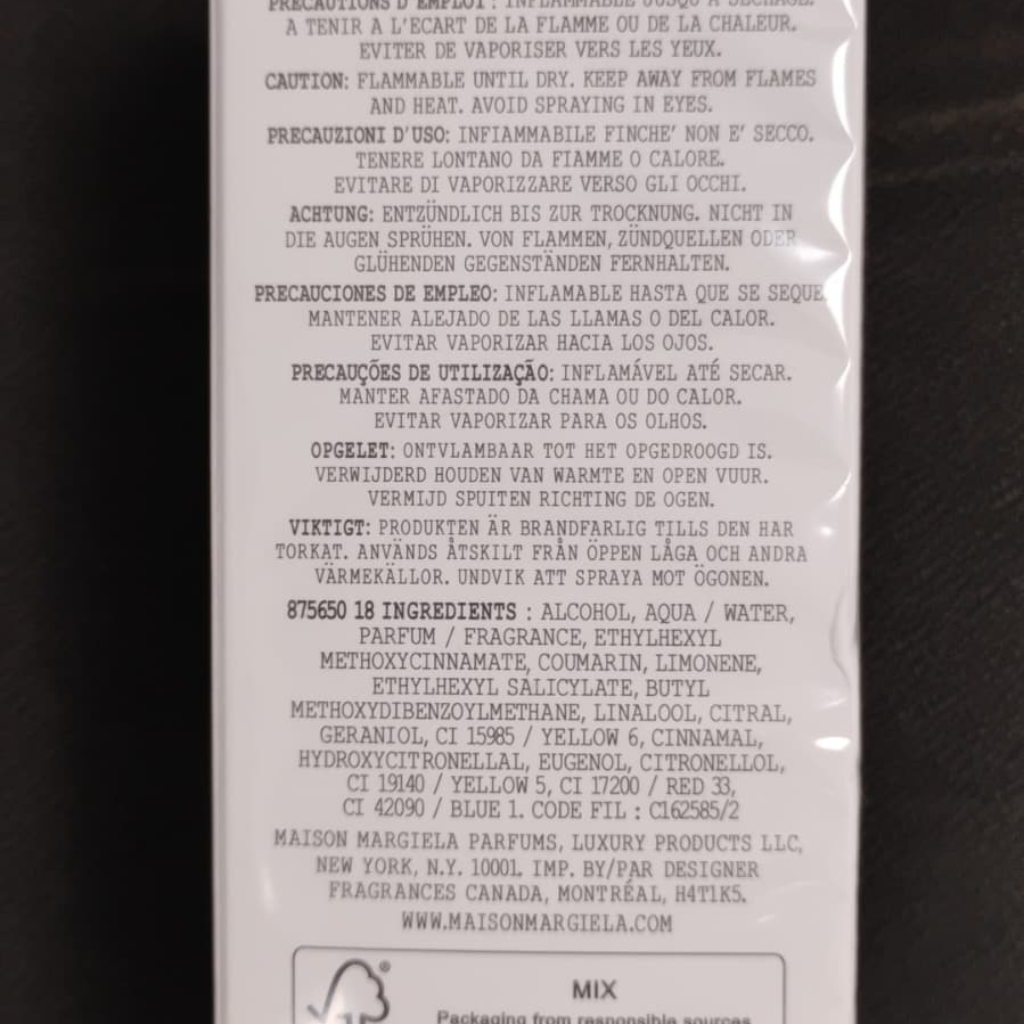 PRECAUTIONS D'EMPLOI : INFLAMMABLE JUSQU'A SECHAGE.
A TENIR A L'ECART DE LA FLAMME OU DE LA CHALEUR.
EVITER DE VAPORISER VERS LES YEUX.
CAUTION: FLAMMABLE UNTIL DRY. KEEP AWAY FROM FLAMES
AND HEAT. AVOID SPRAYING IN EYES.
PRECAUZIONI D'USO: INFIAMMABILE FINCHE' NON E' SECCO.
TENERE LONTANO DA FIAMME O CALORE.
EVITARE DI VAPORIZZARE VERSO GLI OCCHI.
ACHTUNG: ENTZÜNDLICH BIS ZUR TROCKNUNG. NICHT IN
DIE AUGEN SPRÜHEN. VON FLAMMEN, ZÜNDQUELLEN ODER
GLÜHENDEN GEGENSTÄNDEN FERNHALTEN.
PRECAUCIONES DE EMPLEO: INFLAMABLE HASTA QUE SE SEQUE
MANTENER ALEJADO DE LAS LLAMAS O DEL CALOR.
EVITAR VAPORIZAR HACIA LOS OJOS.
PRECAUÇÕES DE UTILIZAÇÃO: INFLAMÁVEL ATÉ SECAR.
MANTER AFASTADO DA CHAMA OU DO CALOR.
EVITAR VAPORIZAR PARA OS OLHOS.
OPGELET: ONTVLAMBAAR TOT HET OPGEDROOGD IS.
VERWIJDERD HOUDEN VAN WARMTE EN OPEN VUUR.
VERMIJD SPUITEN RICHTING DE OGEN.
VIKTIGT: PRODUKTEN ÄR BRANDFARLIG TILLS DEN HAR
TORKAT. ANVÄNDS ÅTSKILT FRÅN ÖPPEN LÅGA OCH ANDRA
VÄRMEKÄLLOR. UNDVIK ATT SPRAYA MOT ÖGONEN.
875650 18 INGREDIENTS : ALCOHOL, AQUA / WATER,
PARFUM / FRAGRANCE, ETHYLHEXYL
METHOXYCINNAMATE, COUMARIN, LIMONENE,
ETHYLHEXYL SALICYLATE, BUTYL
METHOXYDIBENZOYLMETHANE, LINALOOL, CITRAL,
GERANIOL, CI 15985 / YELLOW 6, CINNAMAL,
HYDROXYCITRONELLAL, EUGENOL, CITRONELLOL,
CI 19140 / YELLOW 5, CI 17200 / RED 33,
CI 42090 / BLUE 1. CODE FIL : C162585/2
MAISON MARGIELA PARFUMS, LUXURY PRODUCTS LLC,
NEW YORK, N.Y. 10001. IMP. BY/PAR DESIGNER
FRAGRANCES CANADA, MONTRÉAL, H4T1K5.
WWW.MAISONMARGIELA.COM
MIX
Packaging from responsible sources